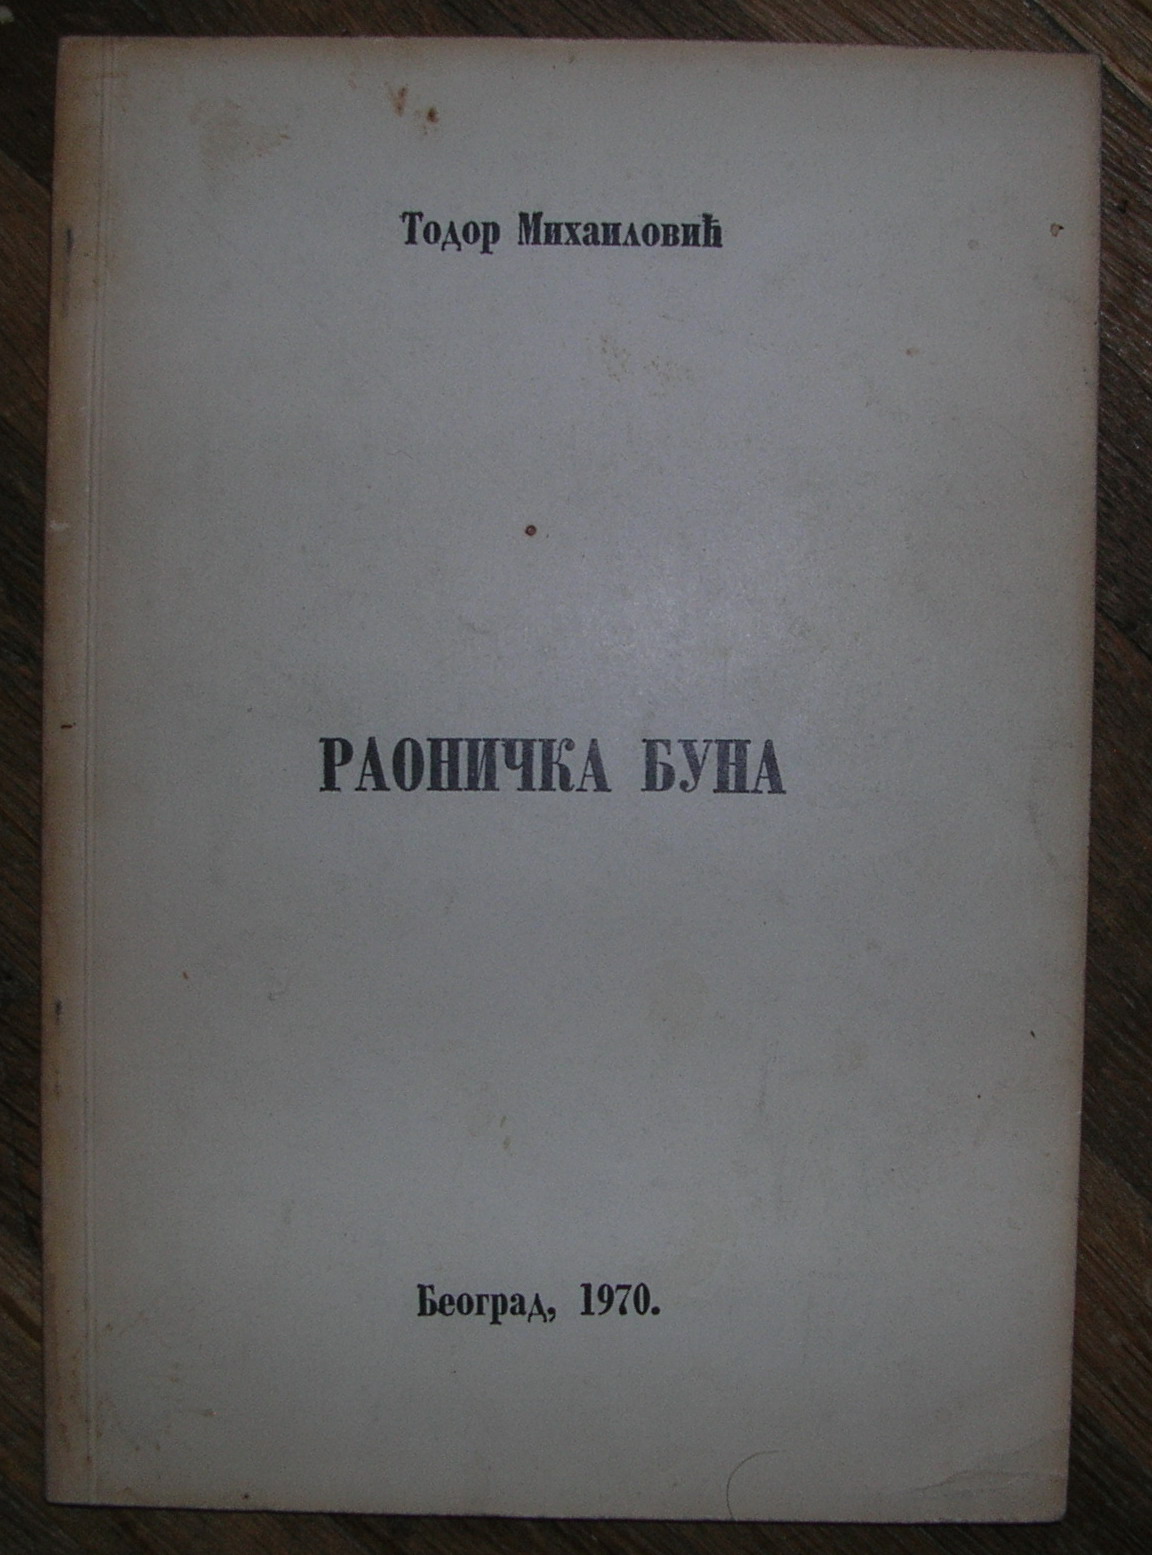 Тодор Михаиловић
РАОНИЧКА БУНА
Београд, 1970.